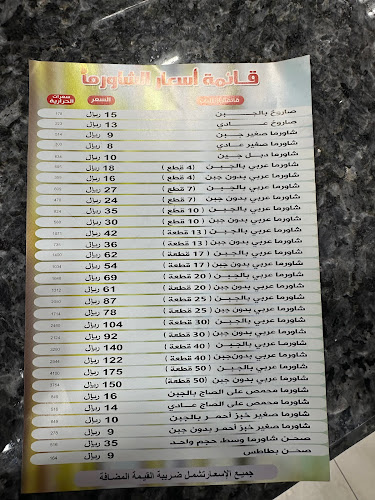 قائمة أسعار الشاورما
السعر سعرات الحرارية
صاروخ بالجبن 15 ريال
صاروخ عادي 13 ريال
شاورما صغير جبن 9 ريال
شاورما صغير عادي 8 ريال
شاورما دبل جبن 10 ريال
شاورما عربي بالجبن (4 قطع) 18 ريال
شاورما عربي بدون جبن (4 قطع) 16 ريال
شاورما عربي بالجبن (7 قطع) 27 ريال
شاورما عربي بدون جبن (7 قطع) 24 ريال
شاورما عربي بالجبن (10 قطع) 35 ريال
شاورما عربي بدون جبن (10 قطع) 30 ريال
شاورما عربي بالجبن (13 قطعة) 42 ريال
شاورما عربي بدون جبن (13 قطعة) 36 ريال
شاورما عربي بالجبن (17 قطعة) 62 ريال
شاورما عربي بدون جبن (17 قطعة) 54 ريال
شاورما عربي بالجبن (20 قطعة) 69 ريال
شاورما عربي بدون جبن (20 قطعة) 61 ريال
شاورما عربي بالجبن (25 قطعة) 87 ريال
شاورما عربي بدون جبن (25 قطعة) 78 ريال
شاورما عربي بالجبن (30 قطعة) 104 ريال
شاورما عربي بدون جبن (30 قطعة) 92 ريال
شاورما عربي بالجبن (40 قطعة) 140 ريال
شاورما عربي بدون جبن (40 قطعة) 122 ريال
شاورما عربي بالجبن (50 قطعة) 175 ريال
شاورما عربي بدون جبن (50 قطعة) 150 ريال
شاورما محمص على الصاج بالجبن 16 ريال
شاورما محمص على الصاج عادي 14 ريال
شاورما صغير خبز أحمر بالجبن 10 ريال
شاورما صغير خبز أحمر بدون جبن 9 ريال
صحن شاورما وسط حجم واحد 35 ريال
صحن بطاطس 9 ريال
جميع الإسعار تشمل ضريبة القيمة المضافة